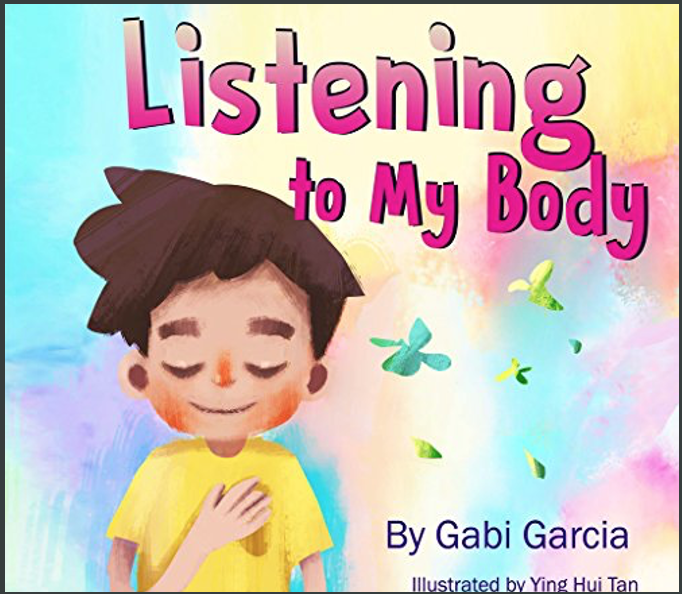 Listening
to My Body
By Gabi Garcia
Illustrated by Ying Hui Tan